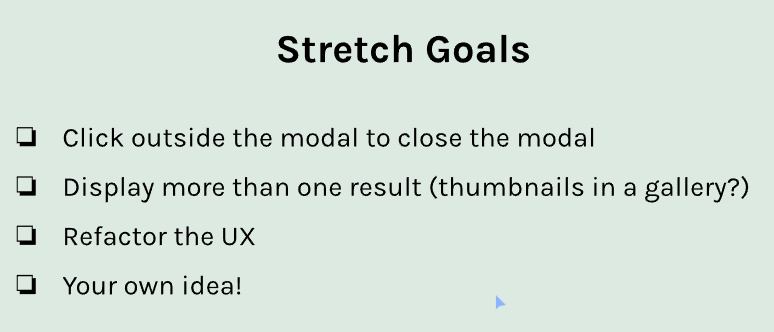 Stretch Goals
❏ Click outside the modal to close the modal
❏ Display more than one result (thumbnails in a gallery?)
❏ Refactor the UX
❏ Your own idea!